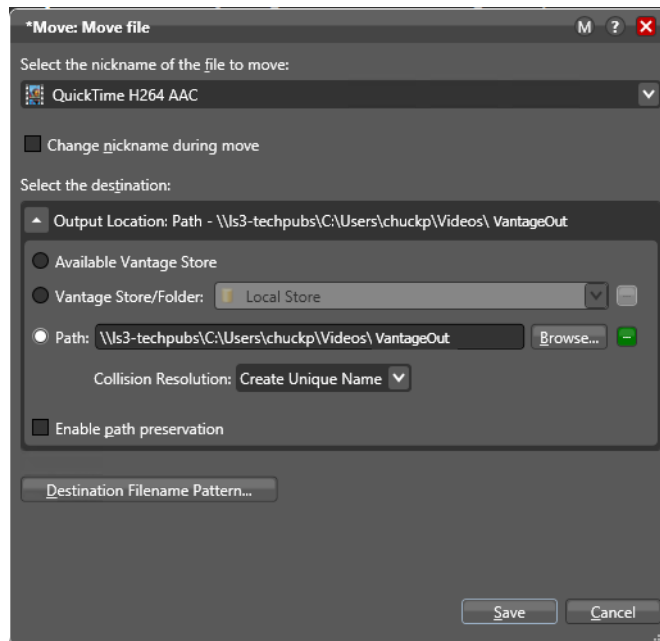 *Move: Move file M ? X
Select the nickname of the file to move:
QuickTime H264 AAC
Change nickname during move
Select the destination:
Output Location: Path - \\ls3-techpubs\C:\Users\chuckp\Videos\ VantageOut
Available Vantage Store
Vantage Store/Folder: Local Store
Path: \\ls3-techpubs\C:\Users\chuckp\Videos\ VantageOut Browse...
Collision Resolution: Create Unique Name
Enable path preservation
Destination Filename Pattern...
Save Cancel